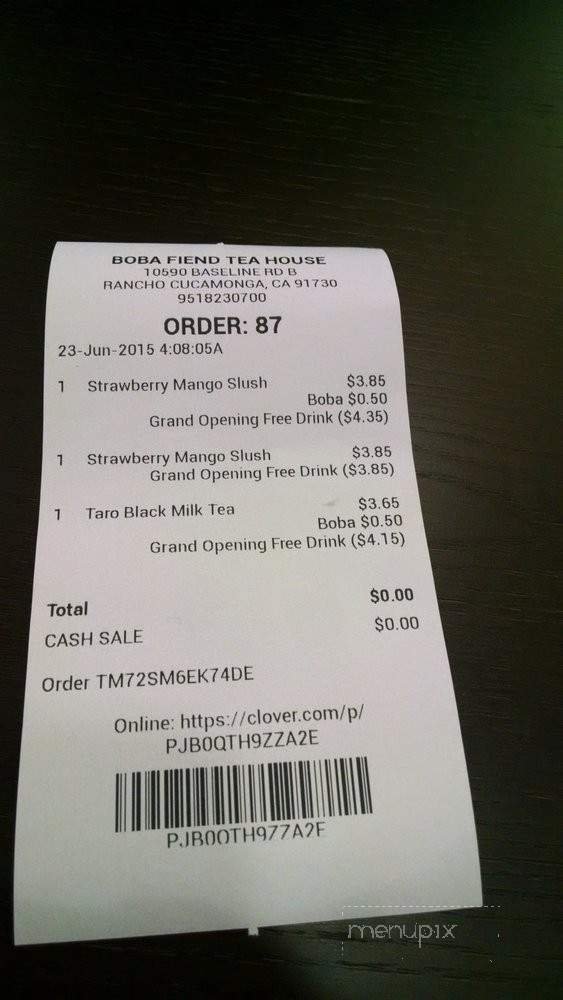 BOBA FIEND TEA HOUSE
10590 BASELINE RD B
RANCHO CUCAMONGA, CA 91730
9518230700
ORDER: 87
23-Jun-2015 4:08:05A
1 Strawberry Mango Slush $3.85
Boba $0.50
Grand Opening Free Drink ($4.35)
1 Strawberry Mango Slush $3.85
Grand Opening Free Drink ($3.85)
1 Taro Black Milk Tea $3.65
Boba $0.50
Grand Opening Free Drink ($4.15)
Total $0.00
CASH SALE $0.00
Order TM72SM6EK74DE
Online: https://clover.com/p/
PJB0QTH9ZZA2E
PJB0QTH9ZZA2E
menupix